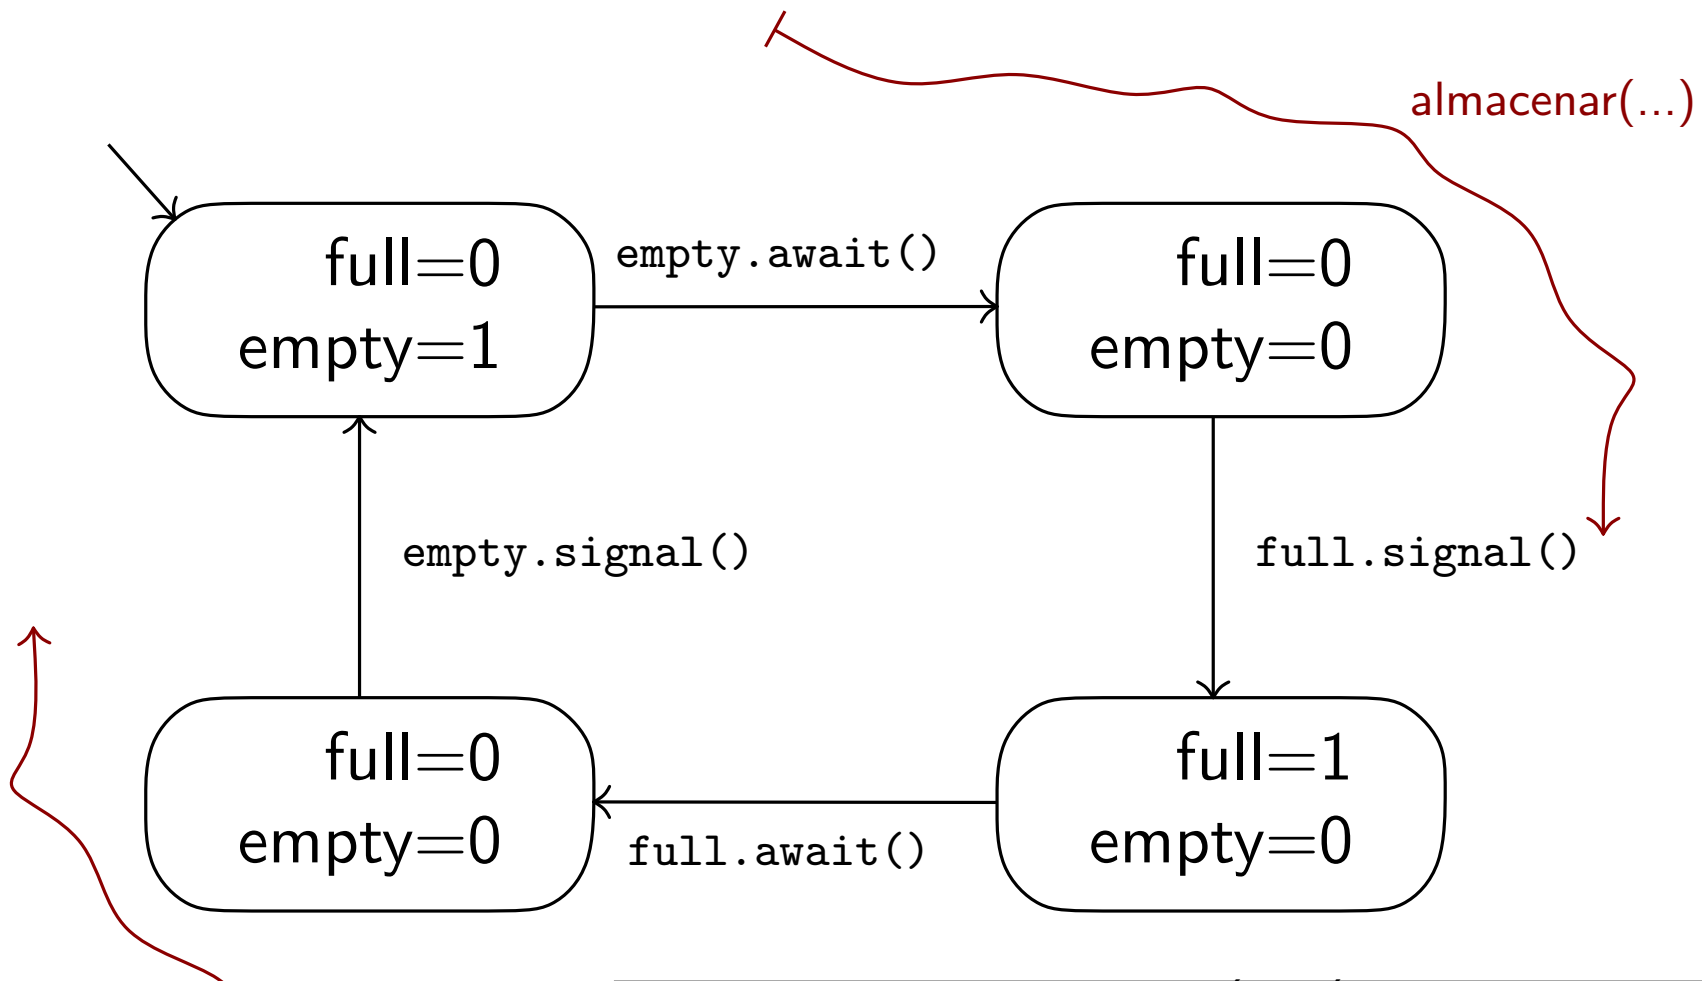 almacenar(...)
full=0
empty=1
empty.await()
full=0
empty=0
empty.signal()
full.signal()
full=0
empty=0
full.await()
full=1
empty=0